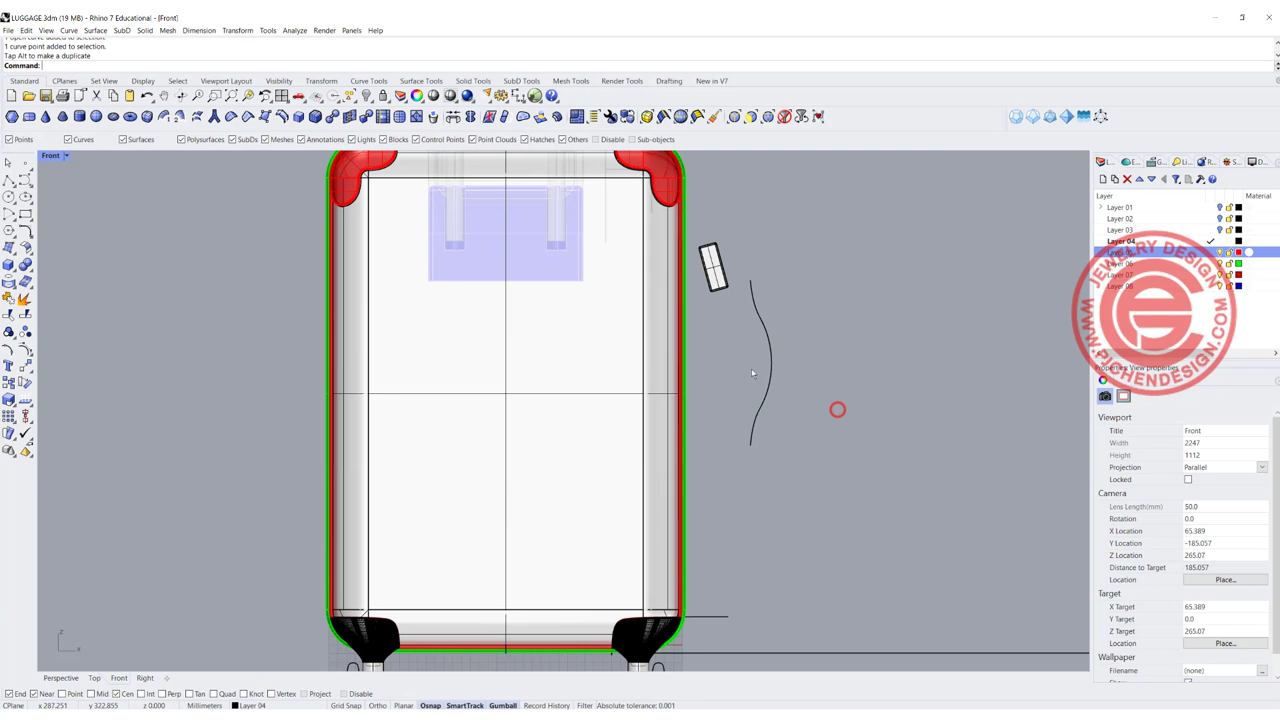 LUGGAGE.3dm (19 MB) - Rhino 7 Educational - [Front]
File Edit View Curve Surface SubD Solid Mesh Dimension Transform Tools Analyze Render Panels Help
1 curve point added to selection.
Tap Alt to make a duplicate
Command:
Standard CPlanes Set View Display Select Viewport Layout Visibility Transform Curve Tools Surface Tools Solid Tools SubD Tools Mesh Tools Render Tools Drafting New in V7
Points Curves Surfaces Polysurfaces SubDs Meshes Annotations Lights Blocks Control Points Point Clouds Hatches Others Disable Sub-objects
Front
Layer Material
Layer 01
Layer 02
Layer 03
Layer 04
JEWELRY DESIGN
WWW.PICHENDESIGN.COM
Properties: View properties
Viewport
Title Front
Width 2247
Height 1112
Projection Parallel
Locked
Camera
Lens Length(mm) 50.0
Rotation 0.0
X Location 65.389
Y Location -185.057
Z Location 265.07
Distance to Target 185.057
Location Place...
Target
X Target 65.389
Y Target 0.0
Z Target 265.07
Location Place...
Wallpaper
Filename (none)
z
x
Perspective Top Front Right
End Near Point Mid Cen Int Perp Tan Quad Knot Vertex Project Disable
CPlane x 287.251 y 322.855 z 0.000 Millimeters Layer 04 Grid Snap Ortho Planar Osnap SmartTrack Gumball Record History Filter Absolute tolerance: 0.001